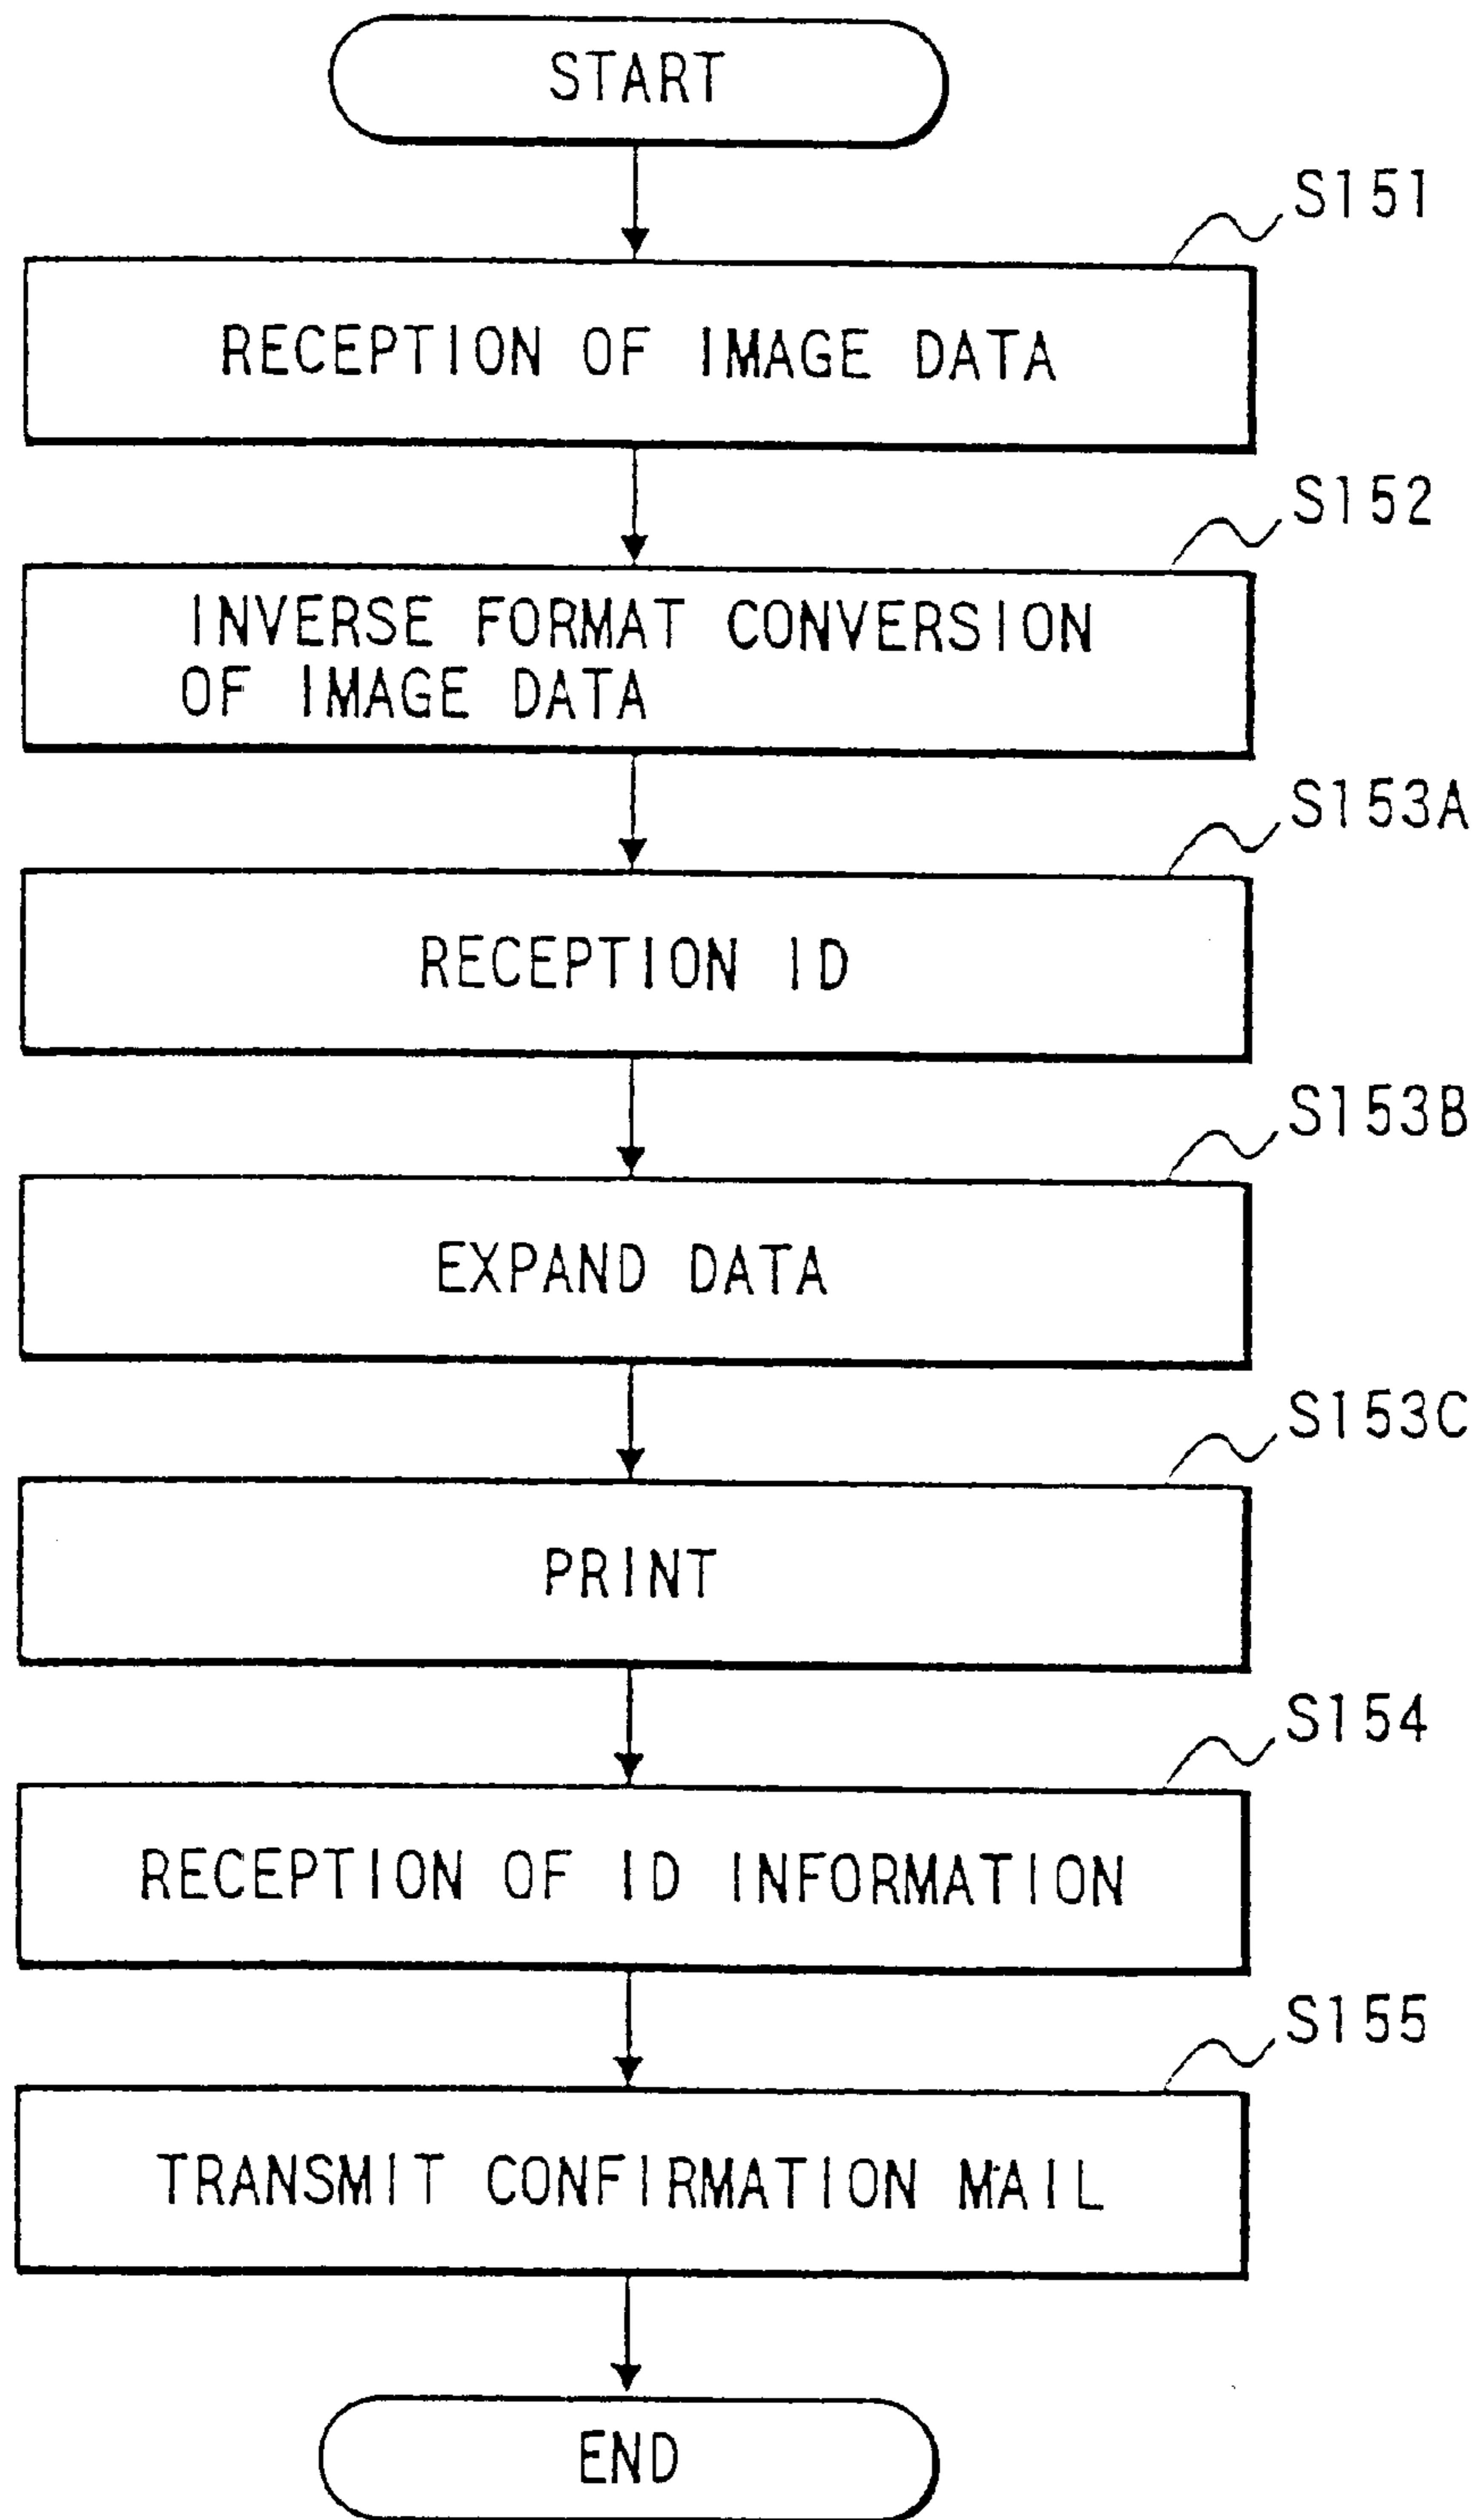 START
S151
RECEPTION OF IMAGE DATA
S152
INVERSE FORMAT CONVERSION
OF IMAGE DATA
S153A
RECEPTION ID
S153B
EXPAND DATA
S153C
PRINT
S154
RECEPTION OF ID INFORMATION
S155
TRANSMIT CONFIRMATION MAIL
END